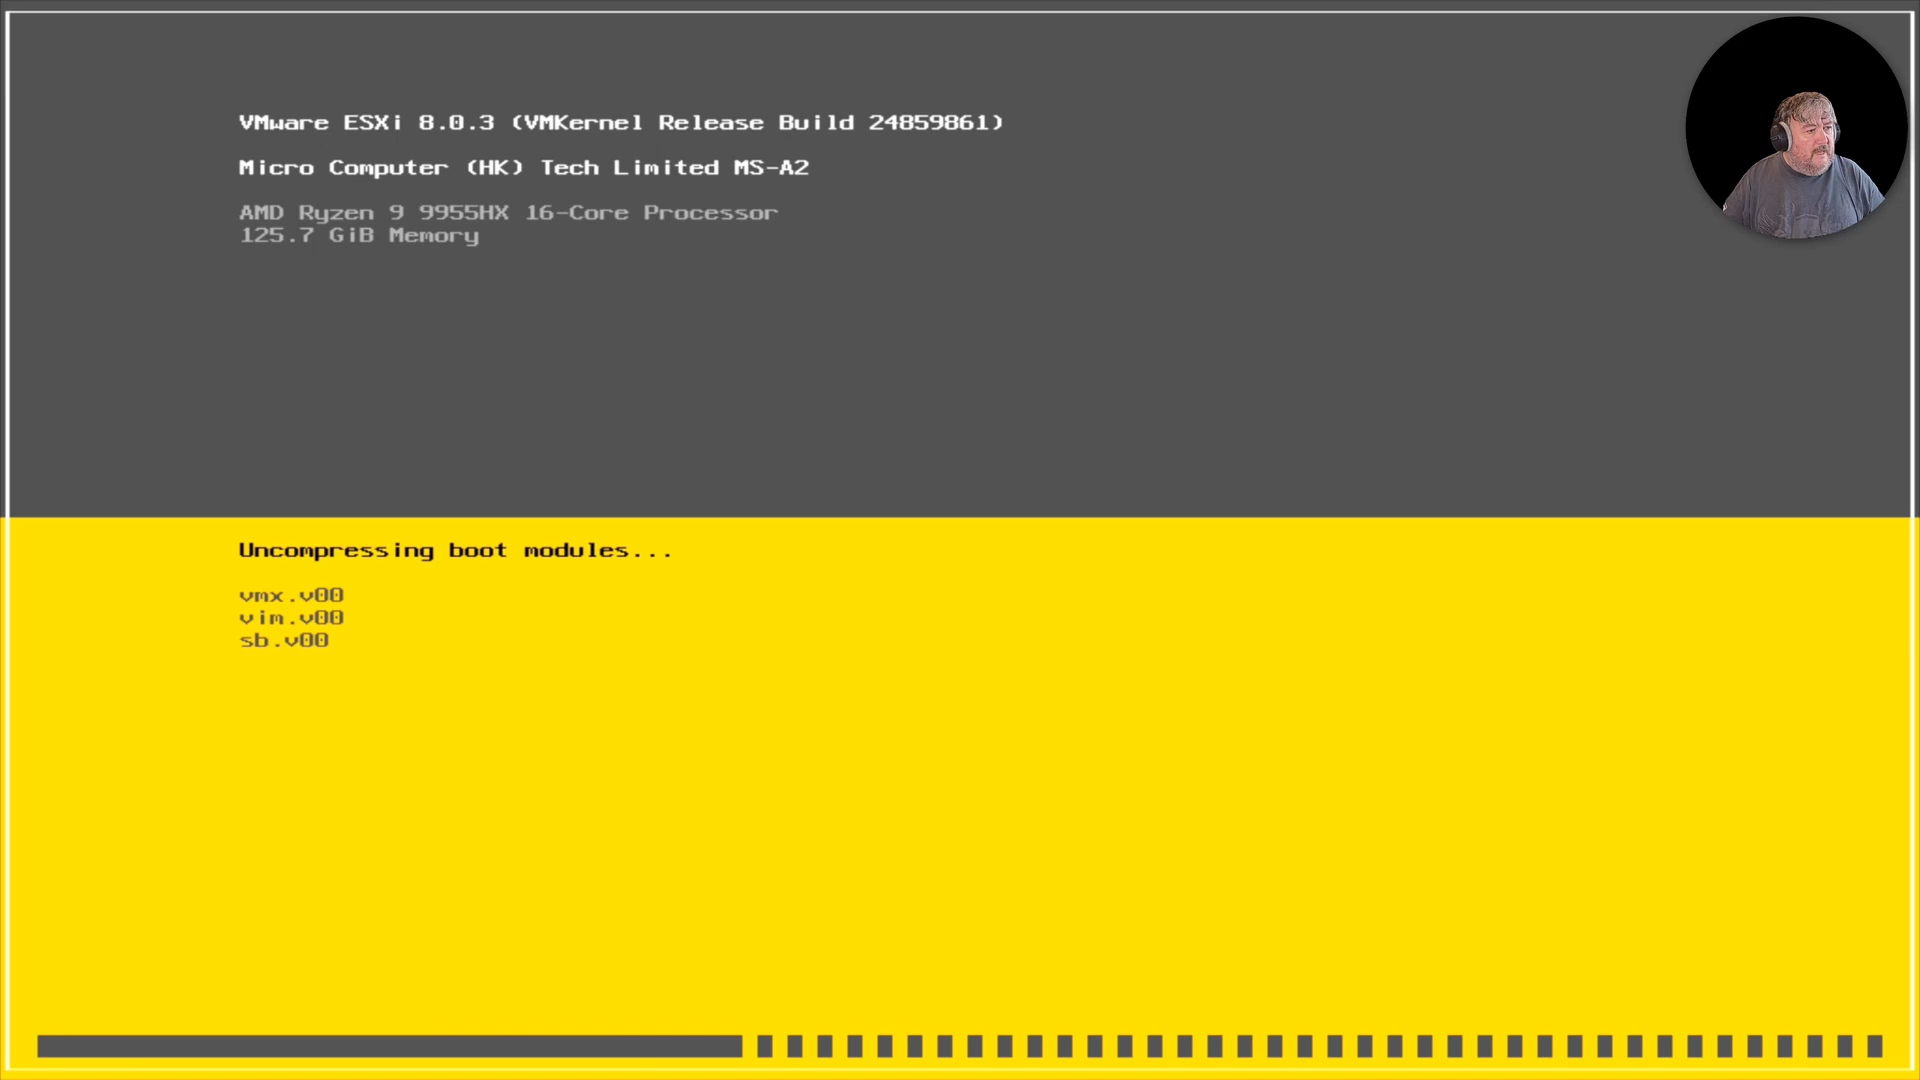 VMware ESXi 8.0.3 (VMKernel Release Build 24859861)
Micro Computer (HK) Tech Limited MS-A2
AMD Ryzen 9 9955HX 16-Core Processor
125.7 GiB Memory
Uncompressing boot modules...
vmx.v00
vim.v00
sb.v00